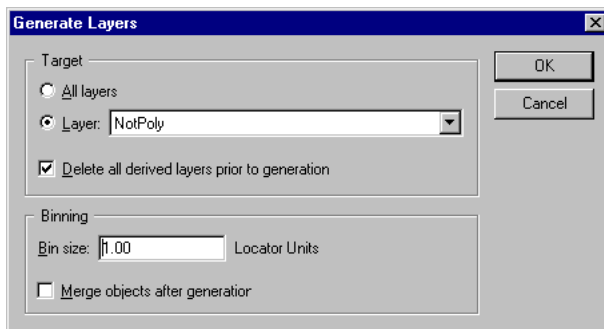 Generate Layers
Target
All layers
Layer: NotPoly
Delete all derived layers prior to generation
OK
Cancel
Binning
Bin size: 1.00 Locator Units
Merge objects after generation